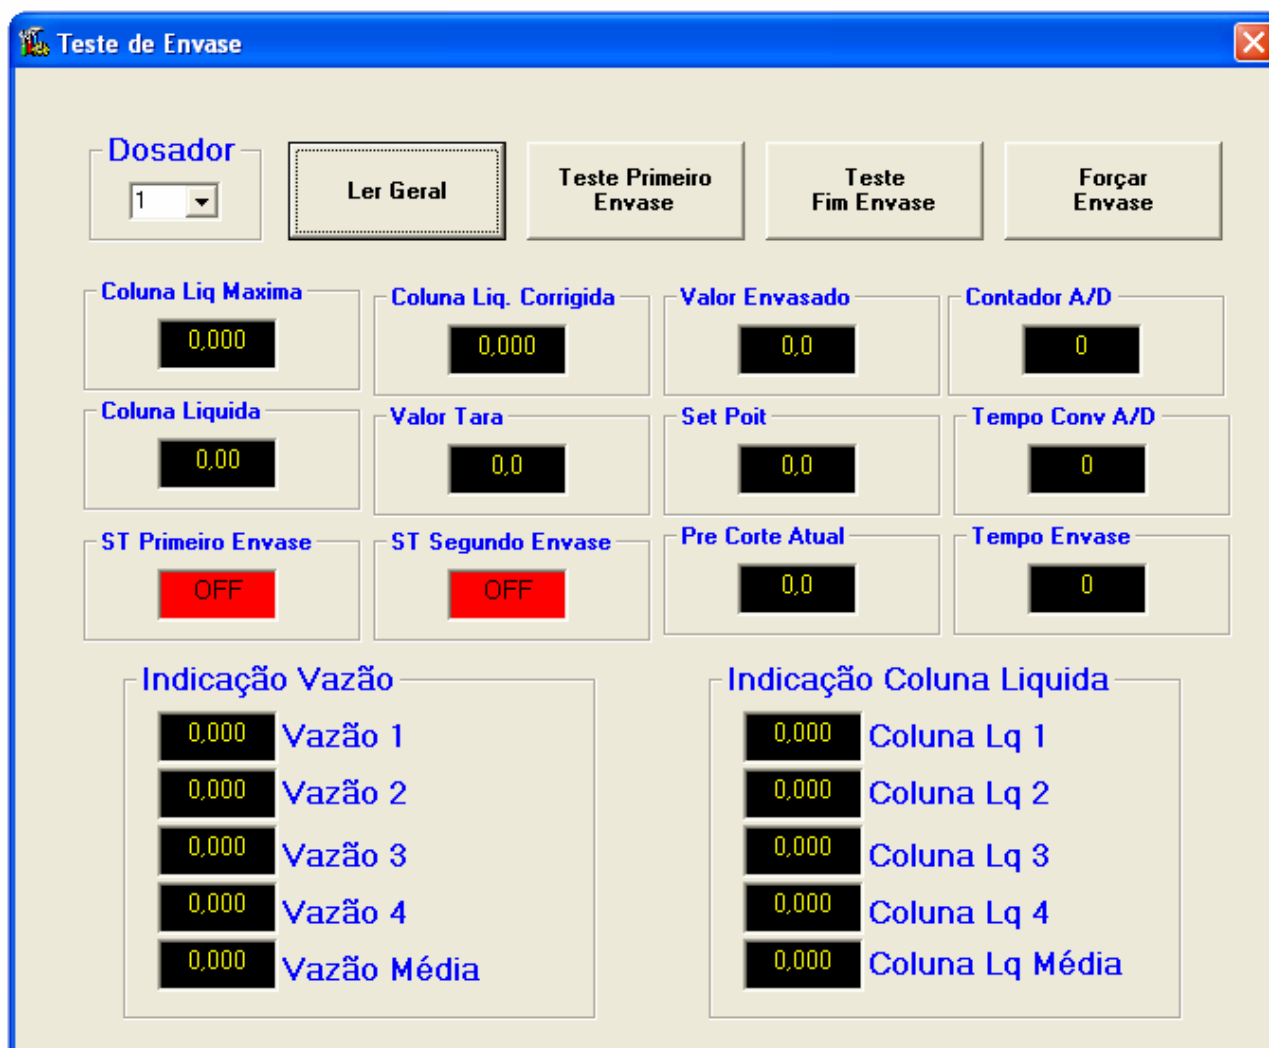 Teste de Envase
Dosador
1
Ler Geral
Teste Primeiro
Envase
Teste
Fim Envase
Forçar
Envase
Coluna Liq Maxima
0,000
Coluna Liq. Corrigida
0,000
Valor Envasado
0,0
Contador A/D
0
Coluna Liquida
0,00
Valor Tara
0,0
Set Poit
0,0
Tempo Conv A/D
0
ST Primeiro Envase
OFF
ST Segundo Envase
OFF
Pre Corte Atual
0,0
Tempo Envase
0
Indicação Vazão
0,000 Vazão 1
0,000 Vazão 2
0,000 Vazão 3
0,000 Vazão 4
0,000 Vazão Média
Indicação Coluna Liquida
0,000 Coluna Lq 1
0,000 Coluna Lq 2
0,000 Coluna Lq 3
0,000 Coluna Lq 4
0,000 Coluna Lq Média